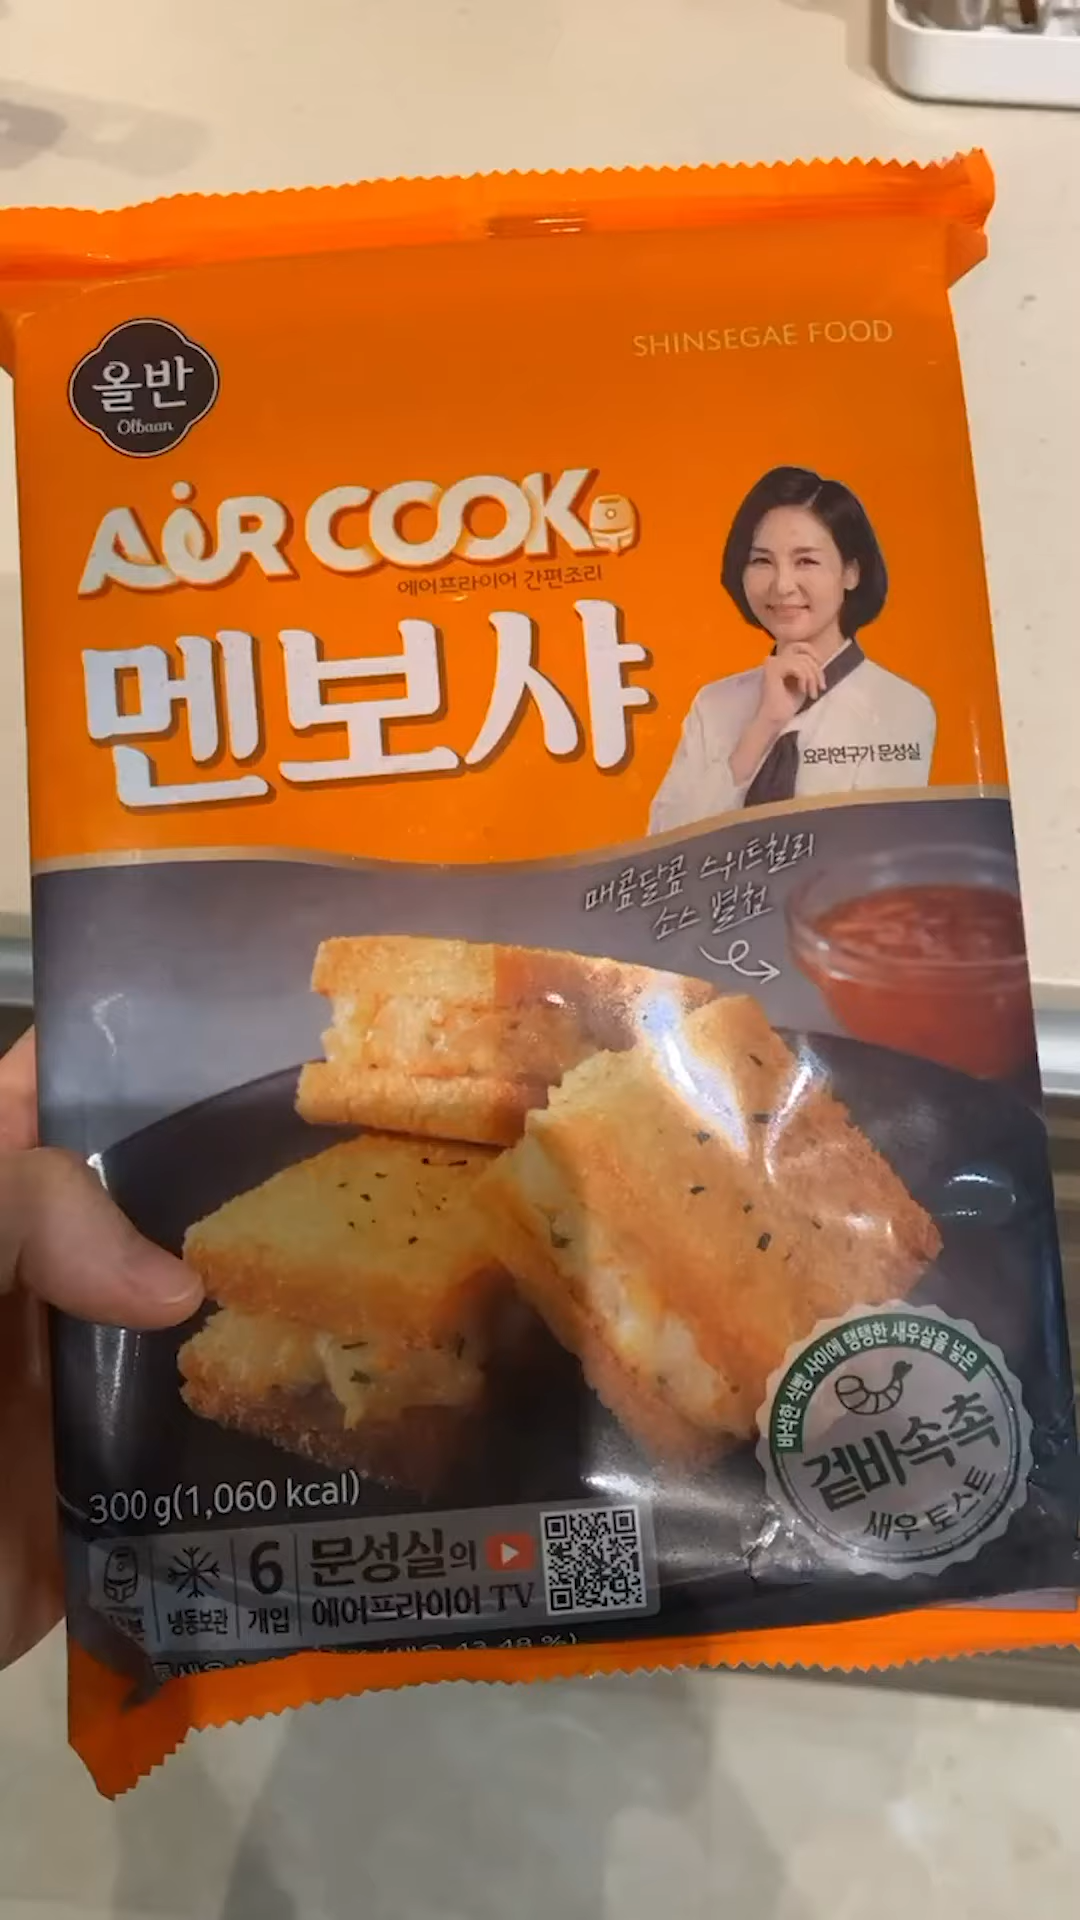 올반
Olbaan
SHINSEGAE FOOD
AiR COOK
에어프라이어 간편조리
멘보샤
요리연구가 문성실
매콤달콤 스위트칠리
소스 별첨
바삭한 식빵 사이에 탱탱한 새우살을 넣은
겉바속촉
새우 토스트
300 g(1,060 kcal)
냉동보관
6
개입
문성실의
에어프라이어 TV